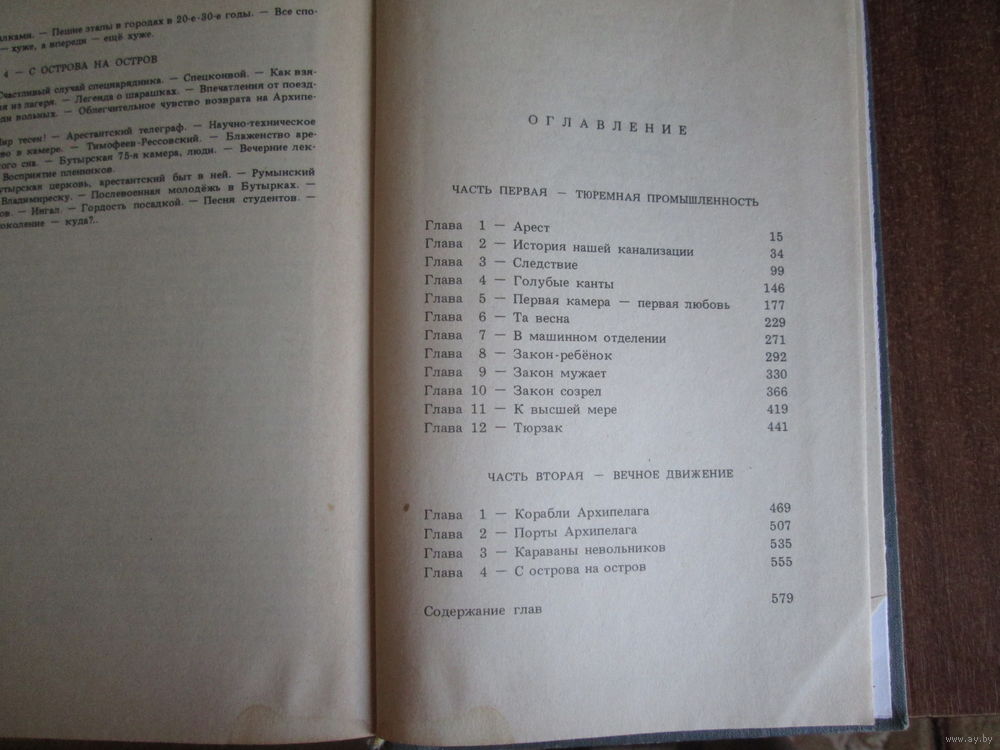 лками. — Пешие этапы в городах в 20-е-30-е годы. — Все спо-
— хуже, а впереди — ещё хуже.
4 — С ОСТРОВА НА ОСТРОВ
Счастливый случай спецнарядника. — Спецконвой. — Как взя-
из лагеря. — Легенда о шарашках. — Впечатления от поезд-
ди вольных. — Облегчительное чувство возврата на Архипе-
Мир тесен! — Арестантский телеграф. — Научно-техническое
во в камере. — Тимофеев-Рессовский. — Блаженство аре-
ого сна. — Бутырская 75-я камера, люди. — Вечерние лек-
Восприятие пленников.
утырская церковь, арестантский быт в ней. — Румынский
Владимиреску. — Послевоенная молодёжь в Бутырках. —
ов. — Ингал. — Гордость посадкой. — Песня студентов. —
околение — куда?..
ОГЛАВЛЕНИЕ
ЧАСТЬ ПЕРВАЯ — ТЮРЕМНАЯ ПРОМЫШЛЕННОСТЬ
Глава 1 — Арест 15
Глава 2 — История нашей канализации 34
Глава 3 — Следствие 99
Глава 4 — Голубые канты 146
Глава 5 — Первая камера — первая любовь 177
Глава 6 — Та весна 229
Глава 7 — В машинном отделении 271
Глава 8 — Закон-ребёнок 292
Глава 9 — Закон мужает 330
Глава 10 — Закон созрел 366
Глава 11 — К высшей мере 419
Глава 12 — Тюрзак 441
ЧАСТЬ ВТОРАЯ — ВЕЧНОЕ ДВИЖЕНИЕ
Глава 1 — Корабли Архипелага 469
Глава 2 — Порты Архипелага 507
Глава 3 — Караваны невольников 535
Глава 4 — С острова на остров 555
Содержание глав 579
www.ay.by